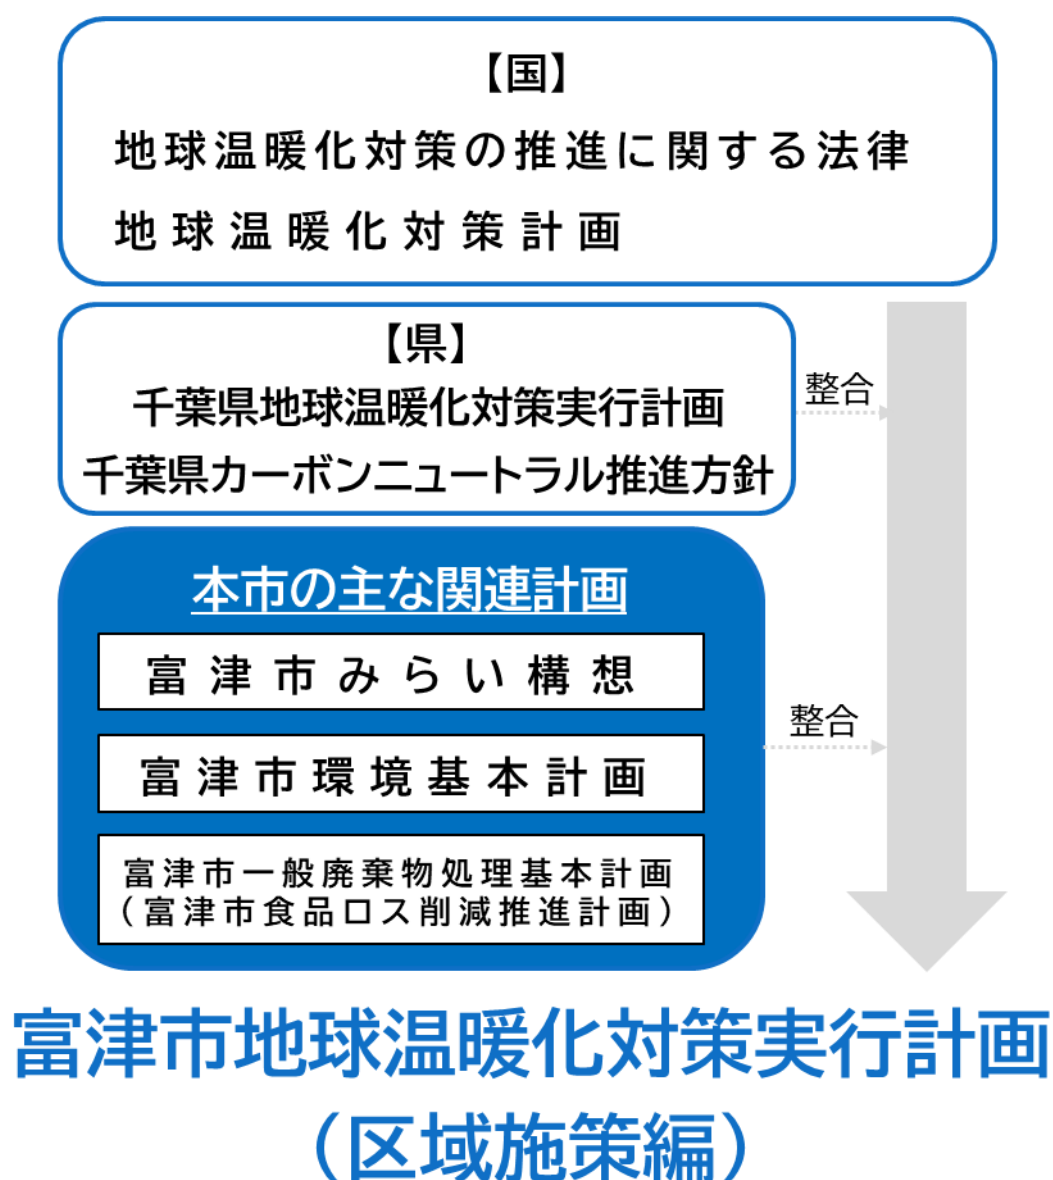 【国】
地球温暖化対策の推進に関する法律
地球温暖化対策計画
【県】
千葉県地球温暖化対策実行計画
千葉県カーボンニュートラル推進方針
整合
本市の主な関連計画
富津市みらい構想
富津市環境基本計画
富津市一般廃棄物処理基本計画
（富津市食品ロス削減推進計画）
整合
富津市地球温暖化対策実行計画
（区域施策編）